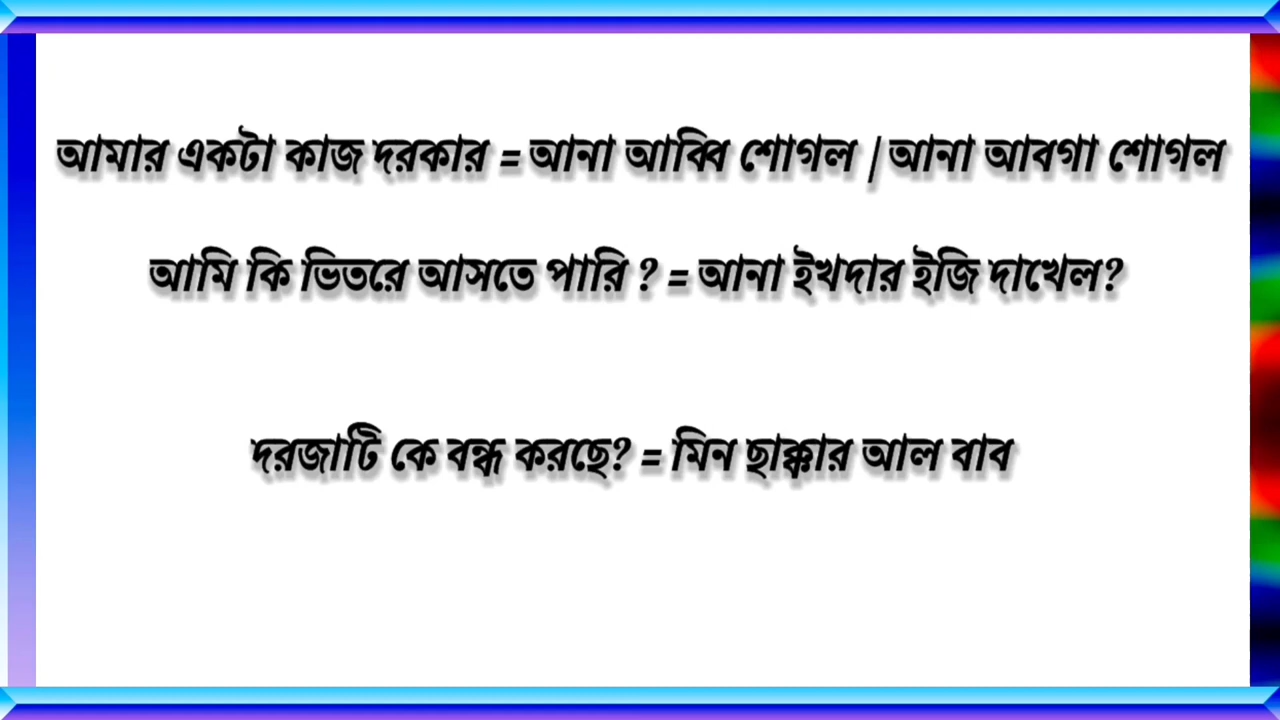 আমার একটা কাজ দরকার = আনা আব্বি শোগল | আনা আবগা শোগল
আমি কি ভিতরে আসতে পারি ? = আনা ইখদার ইজি দাখেল?
দরজাটি কে বন্ধ করছে? = মিন ছাক্কার আল বাব